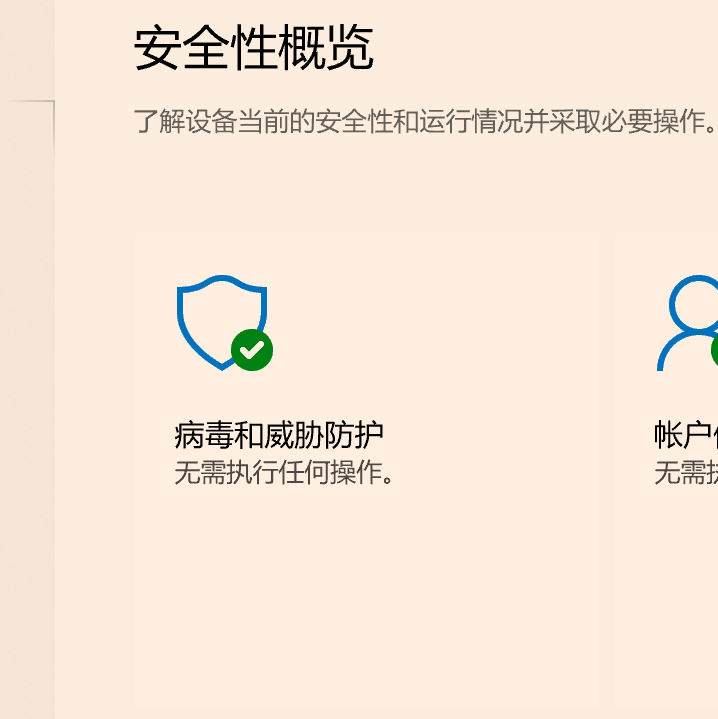 安全性概览
了解设备当前的安全性和运行情况并采取必要操作。
病毒和威胁防护
无需执行任何操作。
帐户
无需